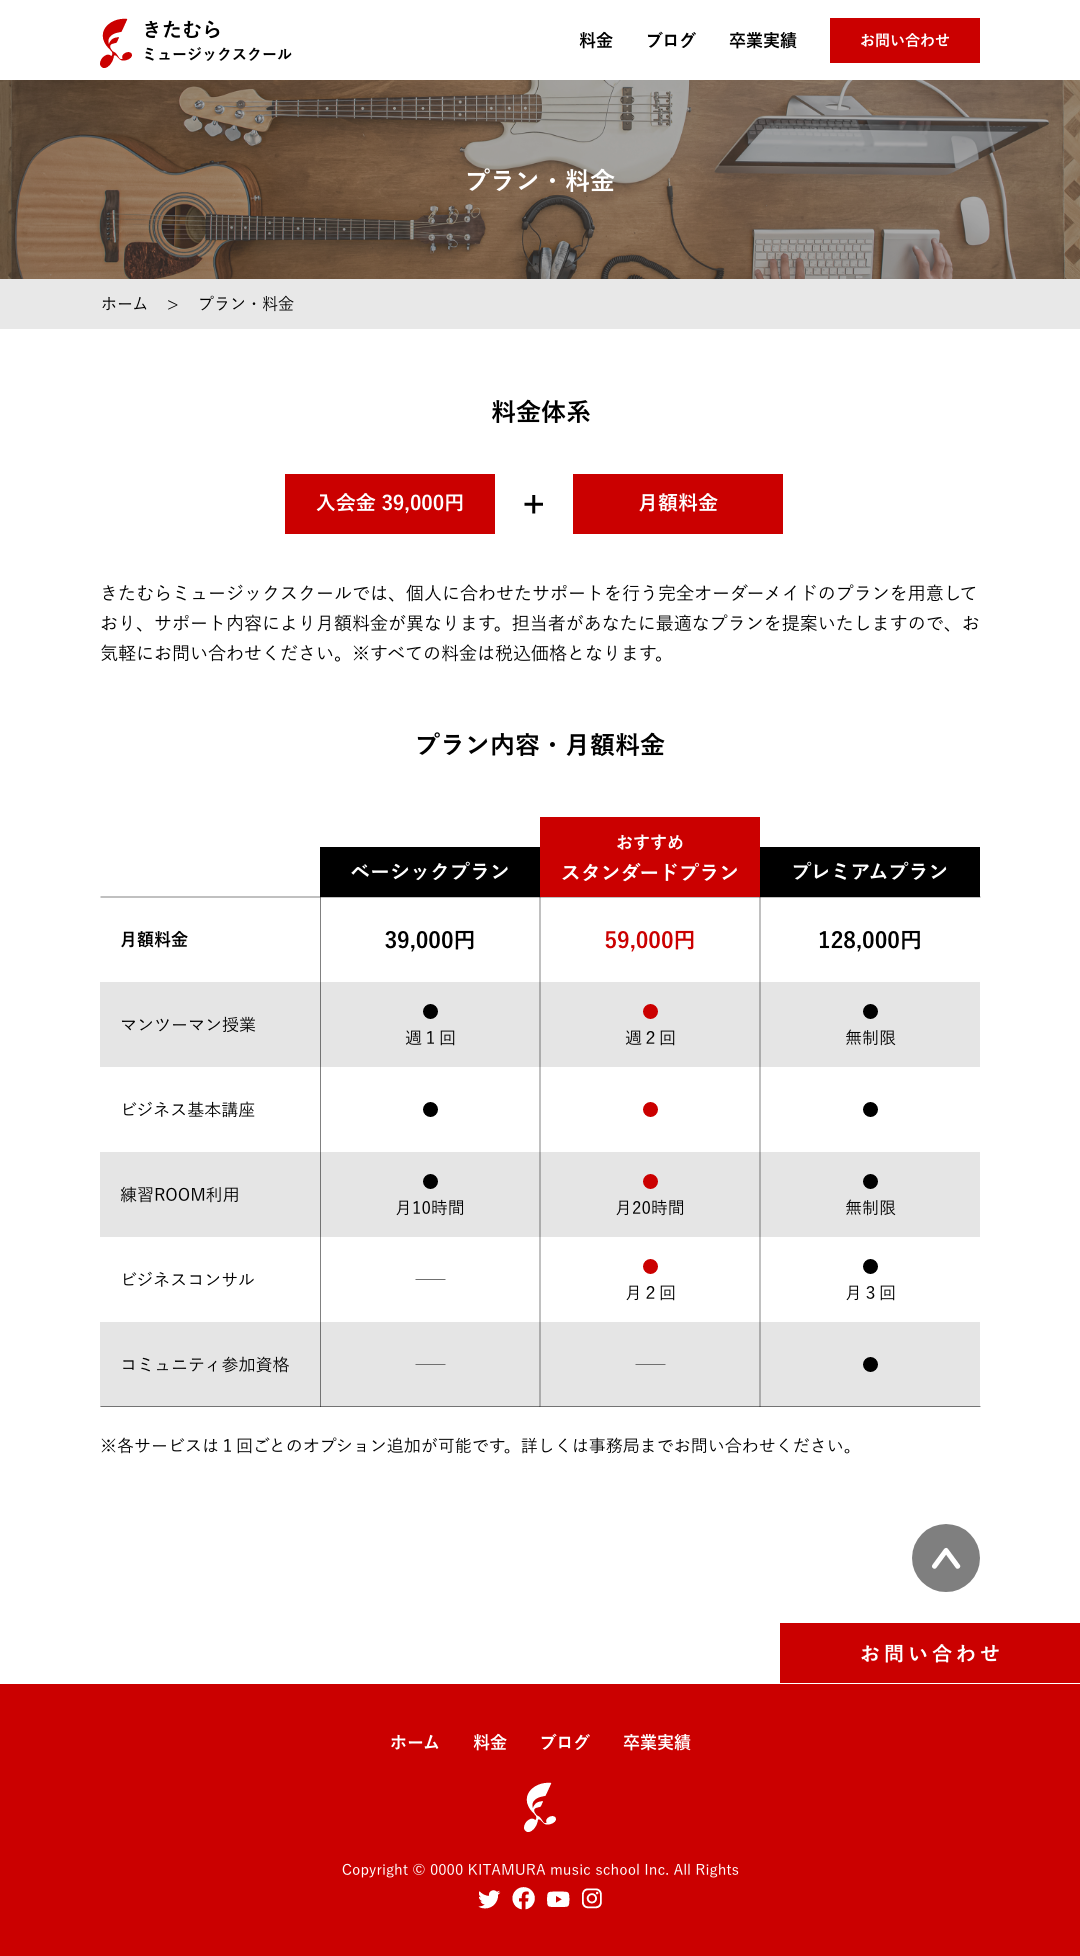 きたむら
ミュージックスクール
料金 ブログ 卒業実績 お問い合わせ
プラン・料金
ホーム > プラン・料金
料金体系
入会金 39,000円 + 月額料金
きたむらミュージックスクールでは、個人に合わせたサポートを行う完全オーダーメイドのプランを用意して
おり、サポート内容により月額料金が異なります。担当者があなたに最適なプランを提案いたしますので、お
気軽にお問い合わせください。※すべての料金は税込価格となります。
プラン内容・月額料金
おすすめ
ベーシックプラン スタンダードプラン プレミアムプラン
月額料金 39,000円 59,000円 128,000円
マンツーマン授業 ● ● ●
週１回 週２回 無制限
ビジネス基本講座 ● ● ●
練習ROOM利用 ● ● ●
月10時間 月20時間 無制限
ビジネスコンサル — ● ●
月２回 月３回
コミュニティ参加資格 — — ●
※各サービスは１回ごとのオプション追加が可能です。詳しくは事務局までお問い合わせください。
お問い合わせ
ホーム 料金 ブログ 卒業実績
Copyright © 0000 KITAMURA music school Inc. All Rights